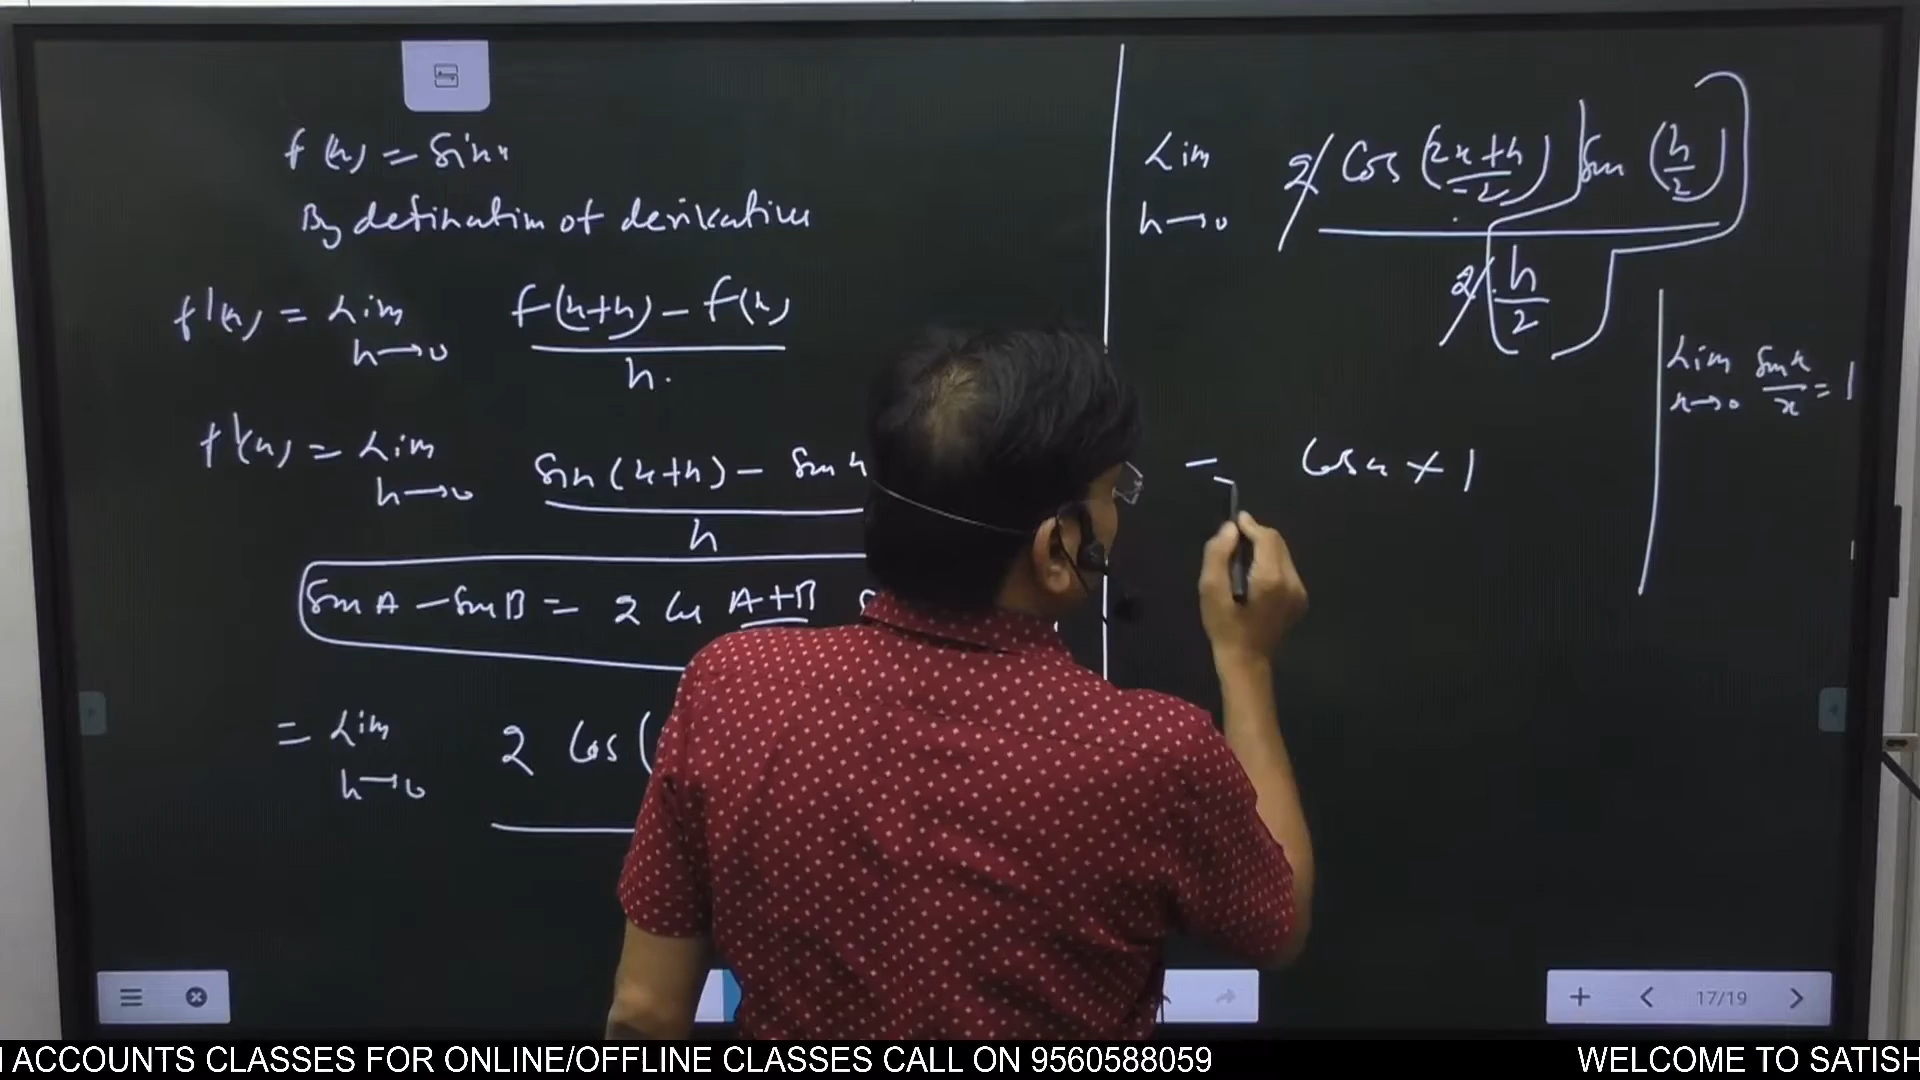 f(x) = Sinx
By defination of derivative
f'(x) = Lim h→0 f(x+h) - f(x) / h.
f'(x) = Lim h→0 Sin(x+h) - Sin x / h
Sin A - Sin B = 2 Cos A+B
= Lim h→0 2 Cos (
Lim h→0 2 Cos (2x+h / 2) Sin (h / 2) / 2. h / 2
Lim x→0 Sin x / x = 1
= Cos x × 1
17/19
ACCOUNTS CLASSES FOR ONLINE/OFFLINE CLASSES CALL ON 9560588059
WELCOME TO SATISH